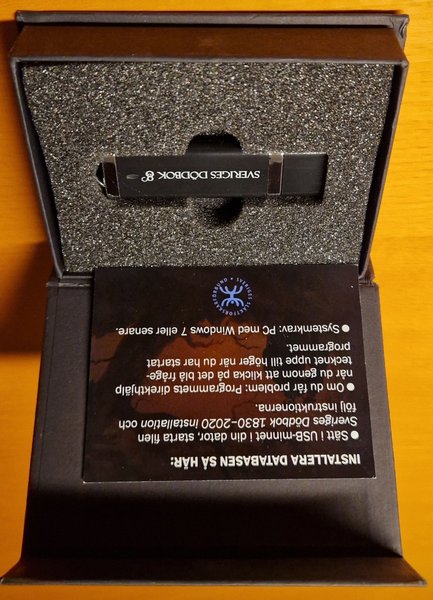 INSTALLERA DATABASEN SÅ HÄR:
● Sätt i USB-minnet i din dator, starta filen
Sveriges Dödbok 1830–2020 Installation och
följ instruktionerna.
● Om du får problem: Programmets direkthjälp
når du genom att klicka på det blå fråge-
tecknet uppe till höger när du har startat
programmet.
● Systemkrav: PC med Windows 7 eller senare.
SVERIGES SLÄKTFORSKARFÖRBUND
SVERIGES DÖDBOK 8